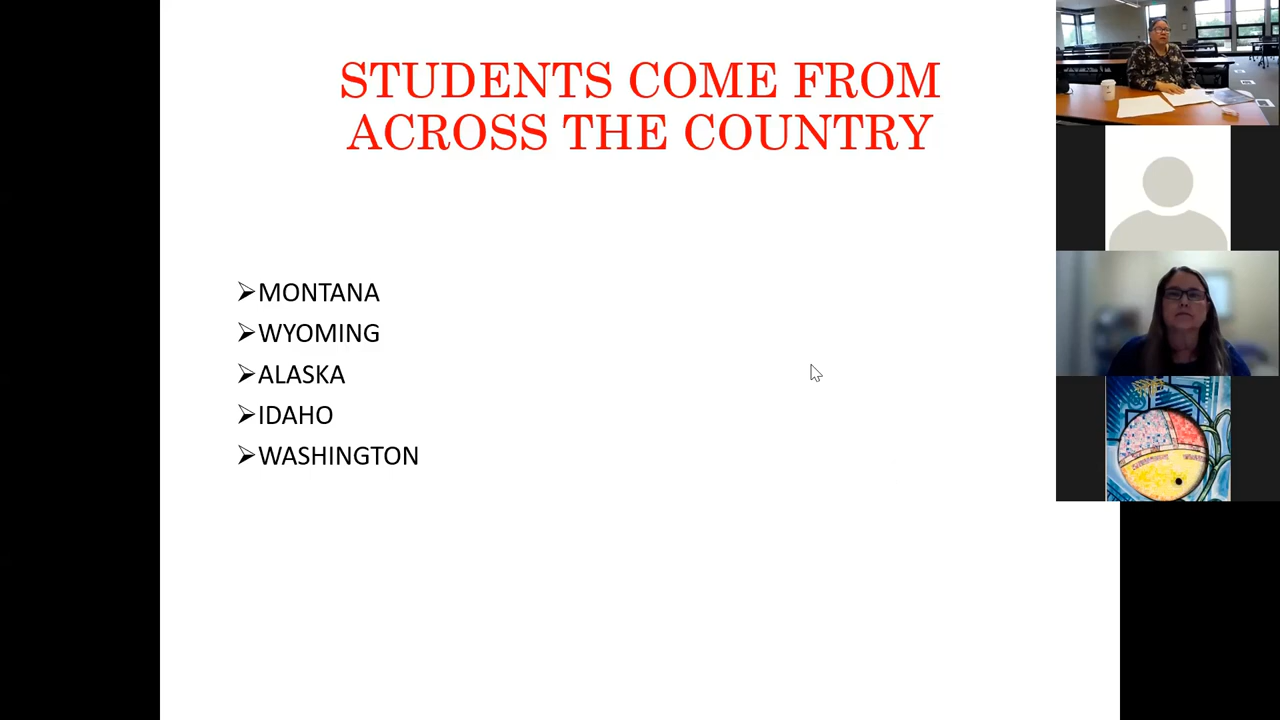 STUDENTS COME FROM
ACROSS THE COUNTRY
➢MONTANA
➢WYOMING
➢ALASKA
➢IDAHO
➢WASHINGTON